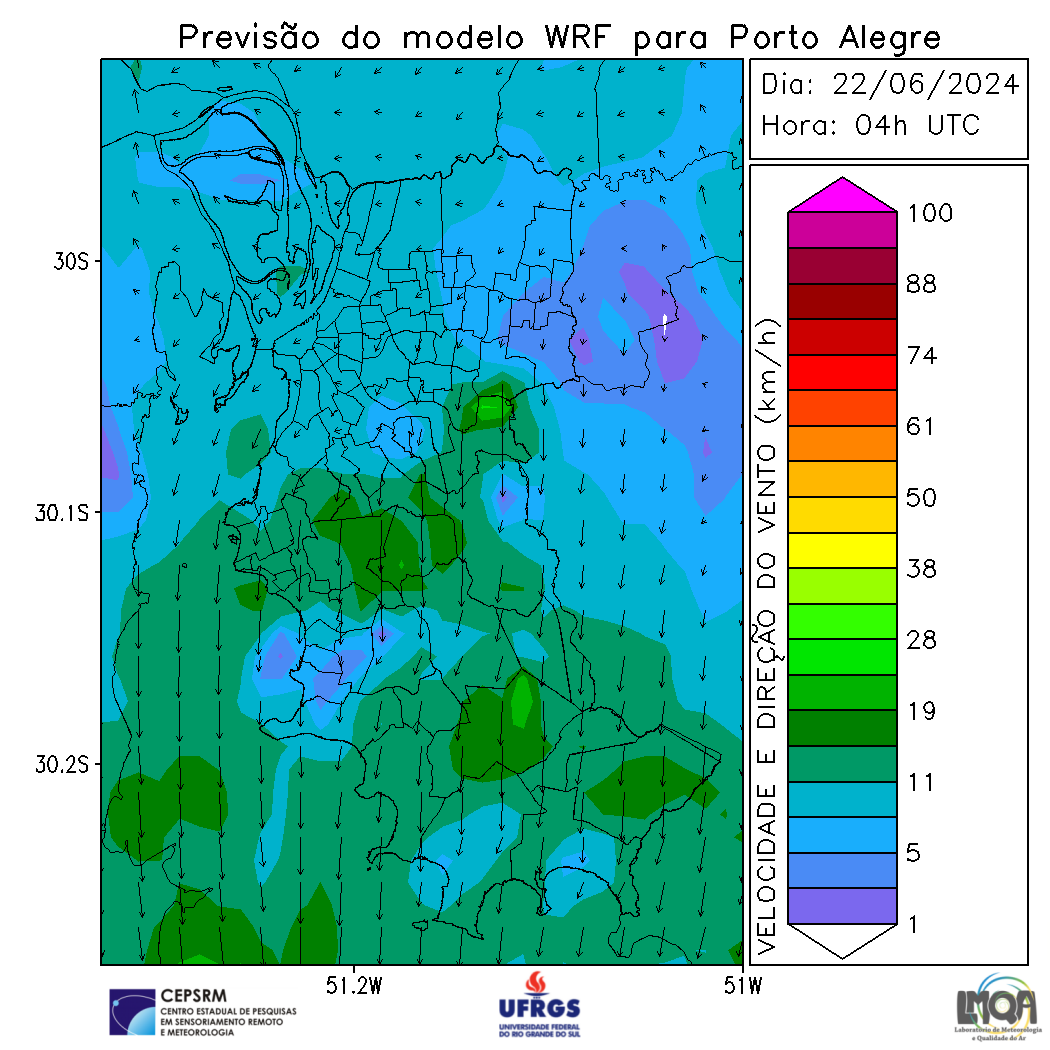 Previsão do modelo WRF para Porto Alegre
Dia: 22/06/2024
Hora: 04h UTC
30S
30.1S
30.2S
51.2W
51W
VELOCIDADE E DIREÇÃO DO VENTO (km/h)
100
88
74
61
50
38
28
19
11
5
1
CEPSRM
CENTRO ESTADUAL DE PESQUISAS
EM SENSORIAMENTO REMOTO
E METEOROLOGIA
UFRGS
UNIVERSIDADE FEDERAL
DO RIO GRANDE DO SUL
LMQA
Laboratório de Meteorologia
e Qualidade do Ar